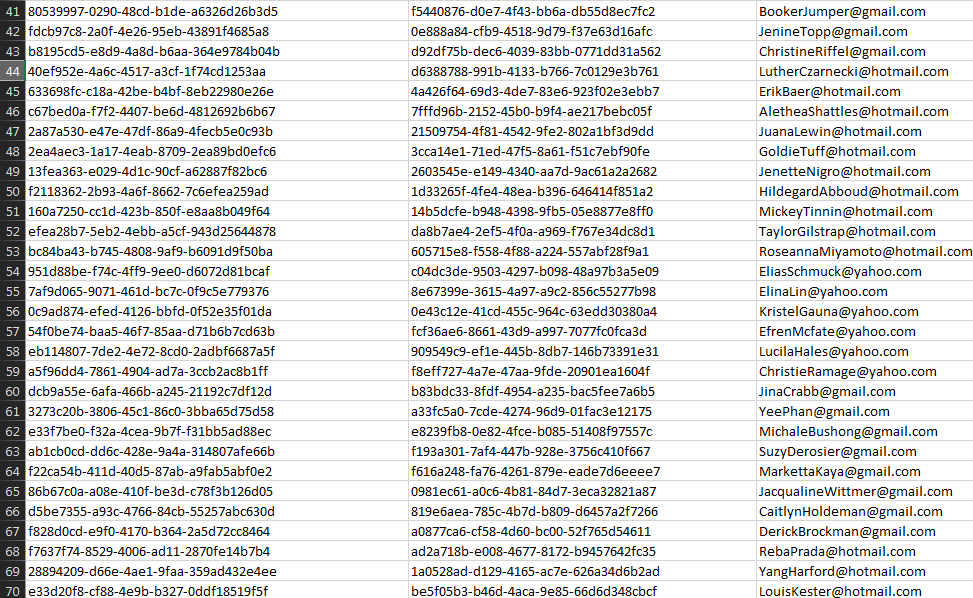 41 80539997-0290-48cd-b1de-a6326d26b3d5 f5440876-d0e7-4f43-bb6a-db55d8ec7fc2 BookerJumper@gmail.com
42 fdcb97c8-2a0f-4e26-95eb-43891f4685a8 0e888a84-cfb9-4518-9d79-f37e63d16afc JenineTopp@gmail.com
43 b8195cd5-e8d9-4a8d-b6aa-364e9784b04b d92df75b-dec6-4039-83bb-0771dd31a562 ChristineRiffel@gmail.com
44 40ef952e-4a6c-4517-a3cf-1f74cd1253aa d6388788-991b-4133-b766-7c0129e3b761 LutherCzarnecki@hotmail.com
45 633698fc-c18a-42be-b4bf-8eb22980e26e 4a426f64-69d3-4de7-83e6-923f02e3ebb7 ErikBaer@hotmail.com
46 c67bed0a-f7f2-4407-be6d-4812692b6b67 7fffd96b-2152-45b0-b9f4-ae217bebc05f AletheaShattles@hotmail.com
47 2a87a530-e47e-47df-86a9-4fecb5e0c93b 21509754-4f81-4542-9fe2-802a1bf3d9dd JuanaLewin@hotmail.com
48 2ea4aec3-1a17-4eab-8709-2ea89bd0efc6 3cca14e1-71ed-47f5-8a61-f51c7ebf90fe GoldieTuff@hotmail.com
49 13fea363-e029-4d1c-90cf-a62887f82bc6 2603545e-e149-4340-aa7d-9ac61a2a2682 JenetteNigro@hotmail.com
50 f2118362-2b93-4a6f-8662-7c6efea259ad 1d33265f-4fe4-48ea-b396-646414f851a2 HildegardAbboud@hotmail.com
51 160a7250-cc1d-423b-850f-e8aa8b049f64 14b5dcfe-b948-4398-9fb5-05e8877e8ff0 MickeyTinnin@hotmail.com
52 efea28b7-5eb2-4ebb-a5cf-943d25644878 da8b7ae4-2ef5-4f0a-a969-f767e34dc8d1 TaylorGilstrap@hotmail.com
53 bc84ba43-b745-4808-9af9-b6091d9f50ba 605715e8-f558-4f88-a224-557abf28f9a1 RoseannaMiyamoto@hotmail.com
54 951d88be-f74c-4ff9-9ee0-d6072d81bcaf c04dc3de-9503-4297-b098-48a97b3a5e09 EliasSchmuck@yahoo.com
55 7af9d065-9071-461d-bc7c-0f9c5e779376 8e67399e-3615-4a97-a9c2-856c55277b98 ElinaLin@yahoo.com
56 0c9ad874-efed-4126-bbfd-0f52e35f01da 0e43c12e-41cd-455c-964c-63edd30380a4 KristelGauna@yahoo.com
57 54f0be74-baa5-46f7-85aa-d71b6b7cd63b fcf36ae6-8661-43d9-a997-7077fc0fca3d EfrenMcfate@yahoo.com
58 eb114807-7de2-4e72-8cd0-2adbf6687a5f 909549c9-ef1e-445b-8db7-146b73391e31 LucilaHales@yahoo.com
59 a5f96dd4-7861-4904-ad7a-3ccb2ac8b1ff f8eff727-4a7e-47aa-9fde-20901ea1604f ChristieRamage@yahoo.com
60 dcb9a55e-6afa-466b-a245-21192c7df12d b83bdc33-8fdf-4954-a235-bac5fee7a6b5 JinaCrabb@gmail.com
61 3273c20b-3806-45c1-86c0-3bba65d75d58 a33fc5a0-7cde-4274-96d9-01fac3e12175 YeePhan@gmail.com
62 e33f7be0-f32a-4cea-9b7f-f31bb5ad88ec e8239fb8-0e82-4fce-b085-51408f97557c MichaleBushong@gmail.com
63 ab1cb0cd-dd6c-428e-9a4a-314807afe66b f193a301-7af4-447b-928e-3756c410f667 SuzyDerosier@gmail.com
64 f22ca54b-411d-40d5-87ab-a9fab5abf0e2 f616a248-fa76-4261-879e-eade7d6eeee7 MarkettaKaya@gmail.com
65 86b67c0a-a08e-410f-be3d-c78f3b126d05 0981ec61-a0c6-4b81-84d7-3eca32821a87 JacqualineWittmer@gmail.com
66 d5be7355-a93c-4766-84cb-55257abc630d 819e6aea-785c-4b7d-b809-d6457a2f7266 CaitlynHoldeman@gmail.com
67 f828d0cd-e9f0-4170-b364-2a5d72cc8464 a0877ca6-cf58-4d60-bc00-52f765d54611 DerickBrockman@gmail.com
68 f7637f74-8529-4006-ad11-2870fe14b7b4 ad2a718b-e008-4677-8172-b9457642fc35 RebaPrada@hotmail.com
69 28894209-d66e-4ae1-9faa-359ad432e4ee 1a0528ad-d129-4165-ac7e-626a34d6b2ad YangHarford@hotmail.com
70 e33d20f8-cf88-4e9b-b327-0ddf18519f5f be5f05b3-b46d-4aca-9e85-66d6d348cbcf LouisKester@hotmail.com